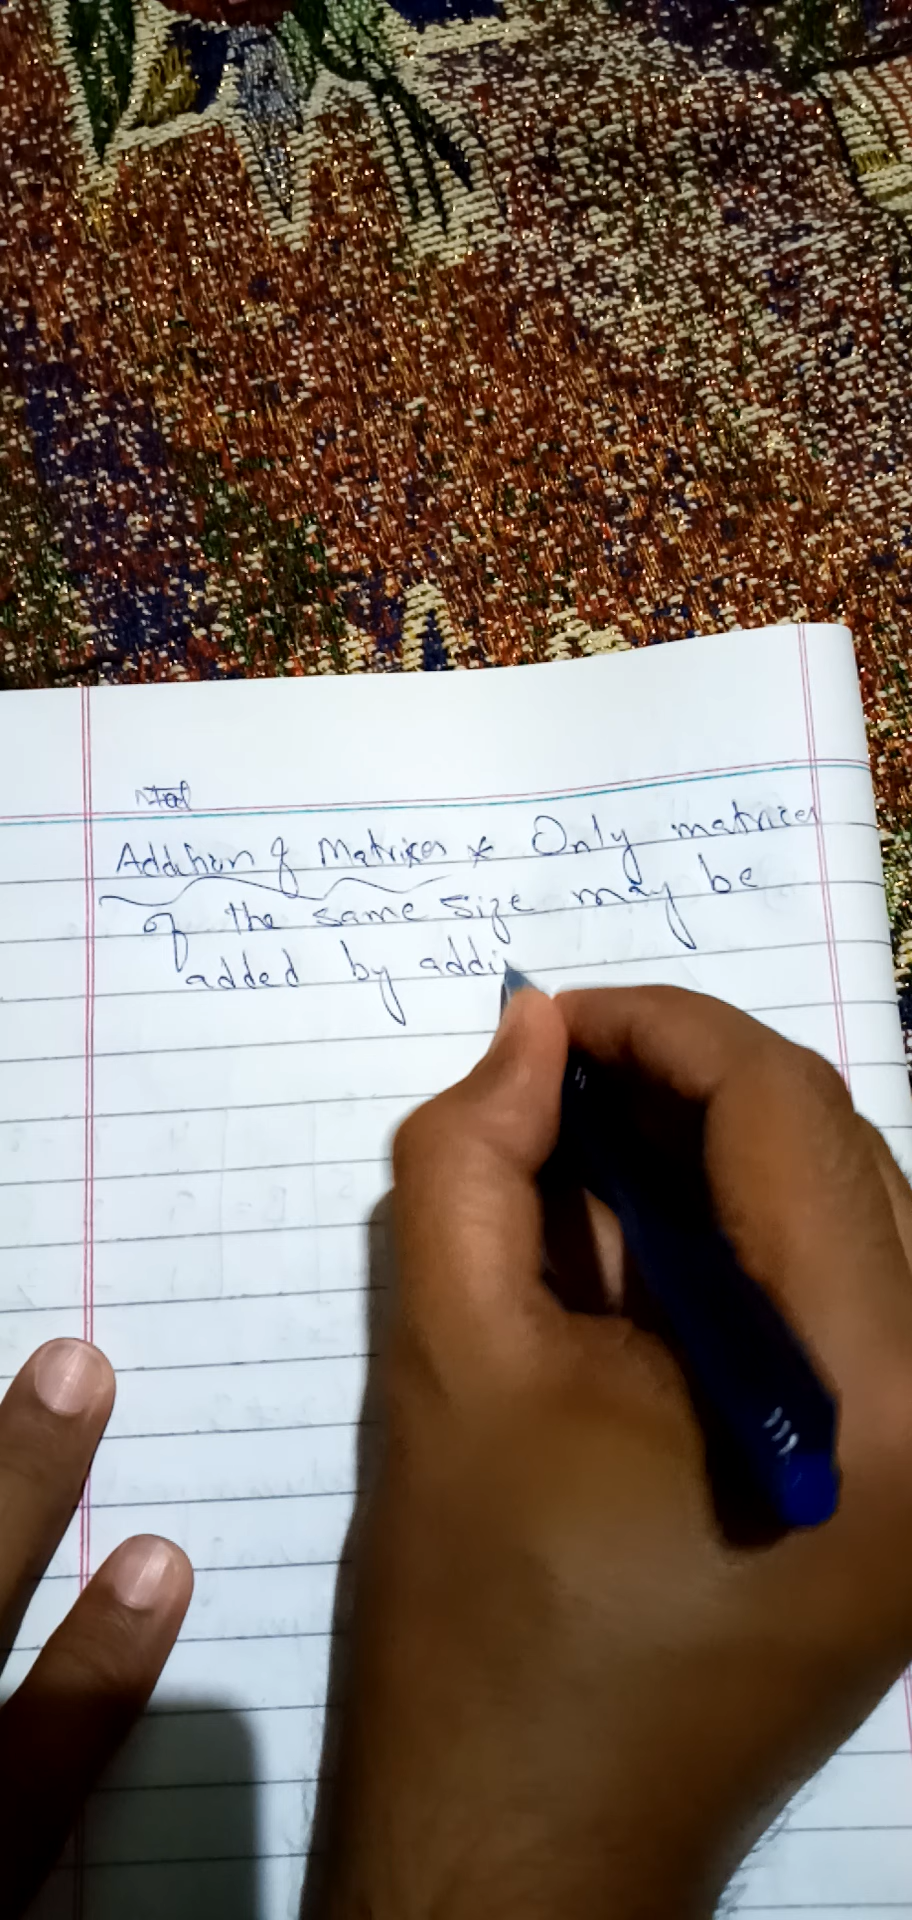 Addition of Matrices * Only matrices
of the same size may be
added by addi